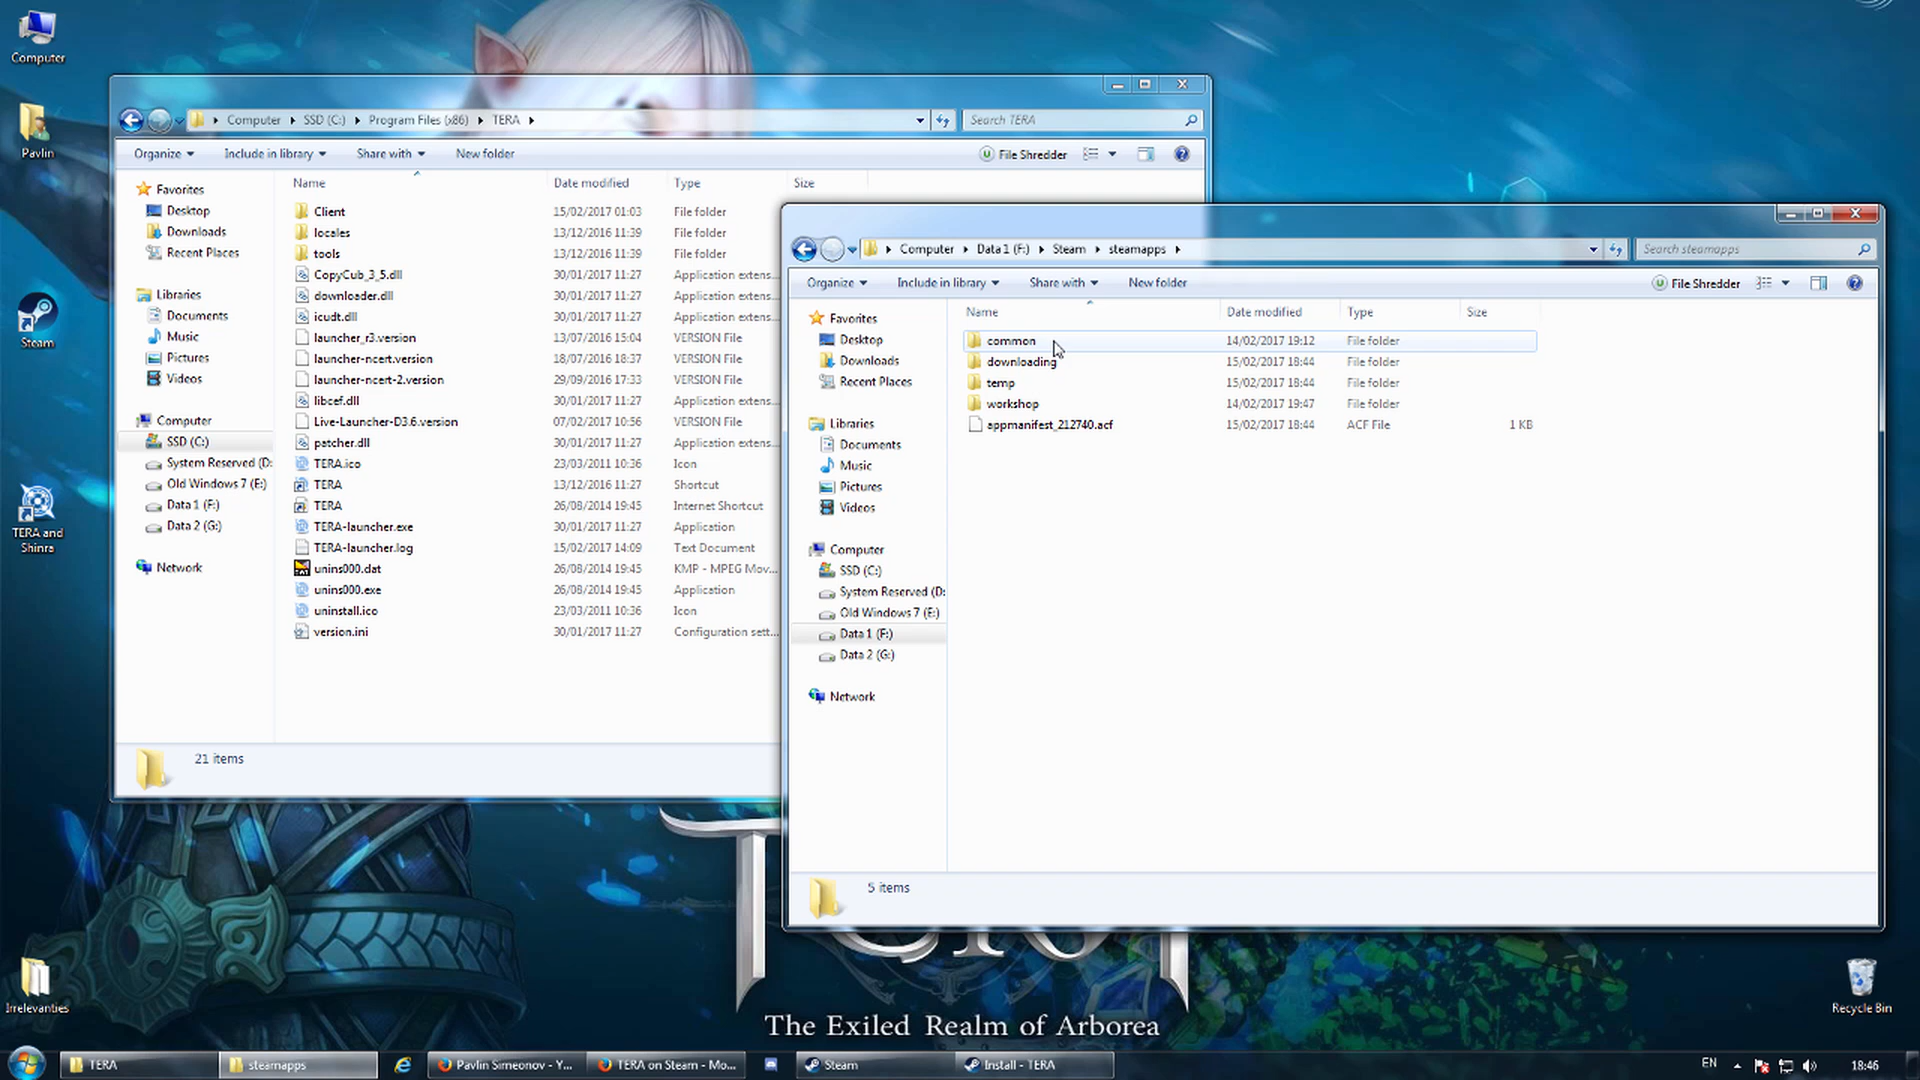 Computer
Pavlin
Steam
TERA and
Shinra
Irrelevanties
Recycle Bin
Computer SSD (C:) Program Files (x86) TERA
Search TERA
Organize Include in library Share with New folder File Shredder
Name Date modified Type Size
Favorites
Desktop
Downloads
Recent Places
Libraries
Documents
Music
Pictures
Videos
Computer
SSD (C:)
System Reserved (D:
Old Windows 7 (E:)
Data 1 (F:)
Data 2 (G:)
Network
Client 15/02/2017 01:03 File folder
locales 13/12/2016 11:39 File folder
tools 13/12/2016 11:39 File folder
CopyCub_3_5.dll 30/01/2017 11:27 Application extens...
downloader.dll 30/01/2017 11:27 Application extens...
icudt.dll 30/01/2017 11:27 Application extens...
launcher_r3.version 13/07/2016 15:04 VERSION File
launcher-ncert.version 18/07/2016 18:37 VERSION File
launcher-ncert-2.version 29/09/2016 17:33 VERSION File
libcef.dll 30/01/2017 11:27 Application extens...
Live-Launcher-D3.6.version 07/02/2017 10:56 VERSION File
patcher.dll 30/01/2017 11:27 Application extens...
TERA.ico 23/03/2011 10:36 Icon
TERA 13/12/2016 11:27 Shortcut
TERA 26/08/2014 19:45 Internet Shortcut
TERA-launcher.exe 30/01/2017 11:27 Application
TERA-launcher.log 15/02/2017 14:09 Text Document
unins000.dat 26/08/2014 19:45 KMP - MPEG Mov...
unins000.exe 26/08/2014 19:45 Application
uninstall.ico 23/03/2011 10:36 Icon
version.ini 30/01/2017 11:27 Configuration sett...
21 items
Computer Data 1 (F:) Steam steamapps
Search steamapps
Organize Include in library Share with New folder File Shredder
Name Date modified Type Size
Favorites
Desktop
Downloads
Recent Places
Libraries
Documents
Music
Pictures
Videos
Computer
SSD (C:)
System Reserved (D:
Old Windows 7 (E:)
Data 1 (F:)
Data 2 (G:)
Network
common 14/02/2017 19:12 File folder
downloading 15/02/2017 18:44 File folder
temp 15/02/2017 18:44 File folder
workshop 14/02/2017 19:47 File folder
appmanifest_212740.acf 15/02/2017 18:44 ACF File 1 KB
5 items
The Exiled Realm of Arborea
TERA steamapps Pavlin Simeonov - Y... TERA on Steam - Mo... Steam Install - TERA EN 18:46